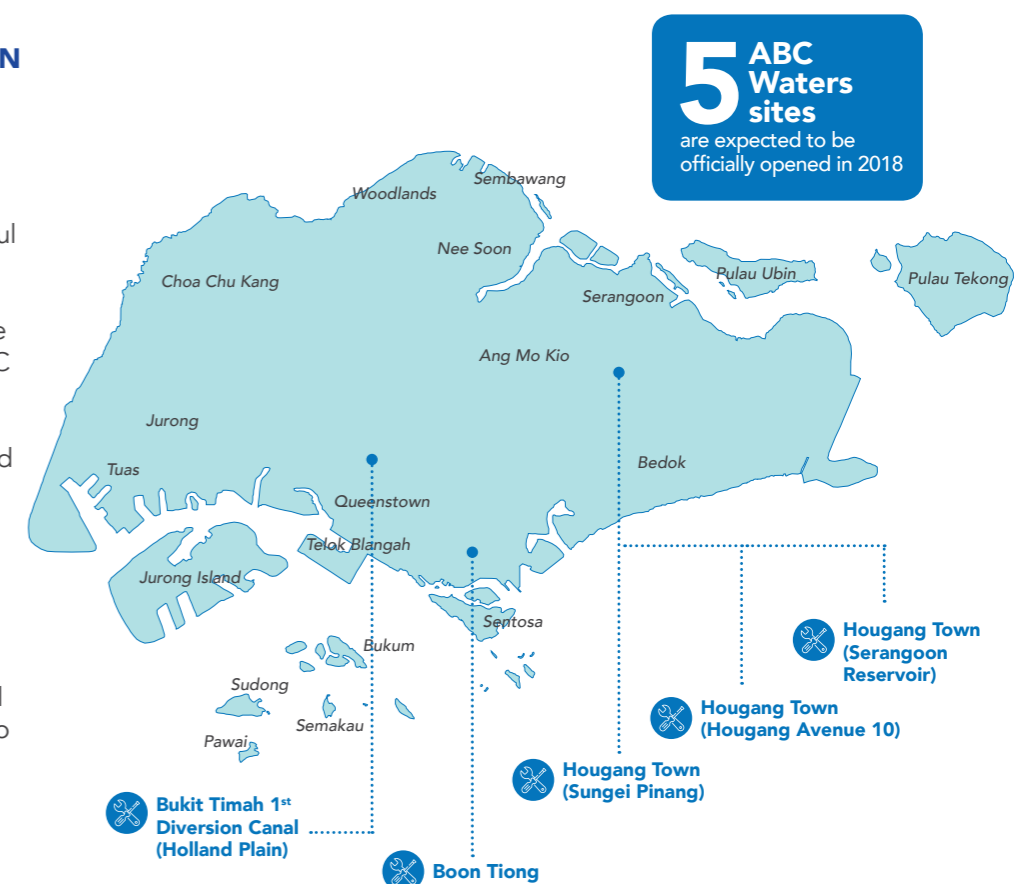 N
ul
e
C
d
l
o
5 ABC
Waters
sites
are expected to be
officially opened in 2018
Sembawang
Woodlands
Nee Soon
Choa Chu Kang
Pulau Ubin
Pulau Tekong
Serangoon
Ang Mo Kio
Jurong
Bedok
Tuas
Queenstown
Telok Blangah
Jurong Island
Sentosa
Bukum
Sudong
Semakau
Pawai
Hougang Town
(Serangoon
Reservoir)
Hougang Town
(Hougang Avenue 10)
Hougang Town
(Sungei Pinang)
Bukit Timah 1st
Diversion Canal
(Holland Plain)
Boon Tiong